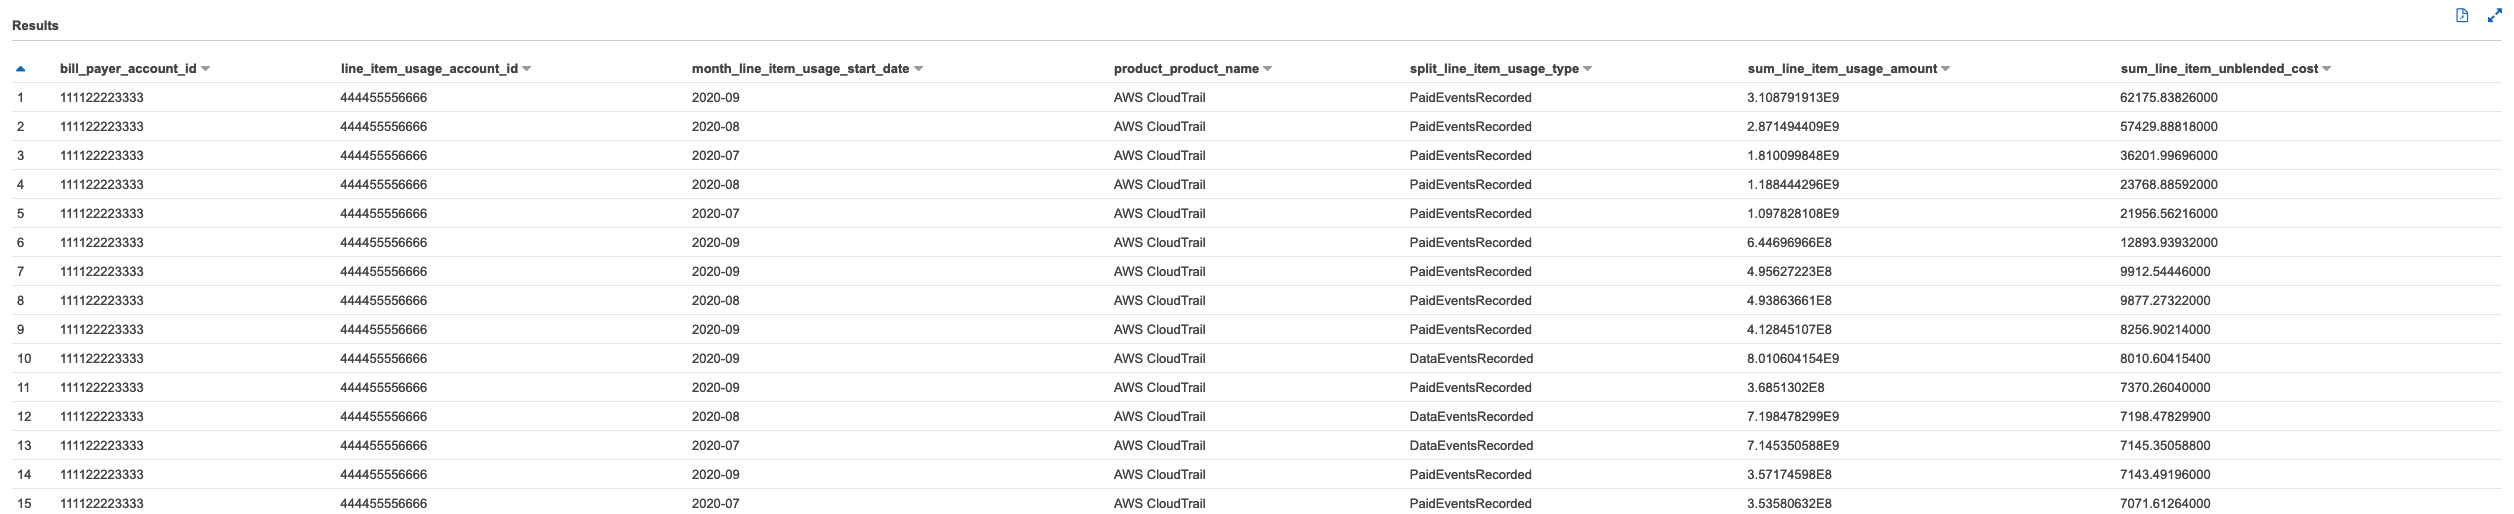 Results
bill_payer_account_id line_item_usage_account_id month_line_item_usage_start_date product_product_name split_line_item_usage_type sum_line_item_usage_amount sum_line_item_unblended_cost
1 111122223333 444455556666 2020-09 AWS CloudTrail PaidEventsRecorded 3.108791913E9 62175.83826000
2 111122223333 444455556666 2020-08 AWS CloudTrail PaidEventsRecorded 2.871494409E9 57429.88818000
3 111122223333 444455556666 2020-07 AWS CloudTrail PaidEventsRecorded 1.810099848E9 36201.99696000
4 111122223333 444455556666 2020-08 AWS CloudTrail PaidEventsRecorded 1.188444296E9 23768.88592000
5 111122223333 444455556666 2020-07 AWS CloudTrail PaidEventsRecorded 1.097828108E9 21956.56216000
6 111122223333 444455556666 2020-09 AWS CloudTrail PaidEventsRecorded 6.44696966E8 12893.93932000
7 111122223333 444455556666 2020-09 AWS CloudTrail PaidEventsRecorded 4.95627223E8 9912.54446000
8 111122223333 444455556666 2020-08 AWS CloudTrail PaidEventsRecorded 4.93863661E8 9877.27322000
9 111122223333 444455556666 2020-09 AWS CloudTrail PaidEventsRecorded 4.12845107E8 8256.90214000
10 111122223333 444455556666 2020-09 AWS CloudTrail DataEventsRecorded 8.010604154E9 8010.60415400
11 111122223333 444455556666 2020-09 AWS CloudTrail PaidEventsRecorded 3.6851302E8 7370.26040000
12 111122223333 444455556666 2020-08 AWS CloudTrail DataEventsRecorded 7.198478299E9 7198.47829900
13 111122223333 444455556666 2020-07 AWS CloudTrail DataEventsRecorded 7.145350588E9 7145.35058800
14 111122223333 444455556666 2020-09 AWS CloudTrail PaidEventsRecorded 3.57174598E8 7143.49196000
15 111122223333 444455556666 2020-07 AWS CloudTrail PaidEventsRecorded 3.53580632E8 7071.61264000